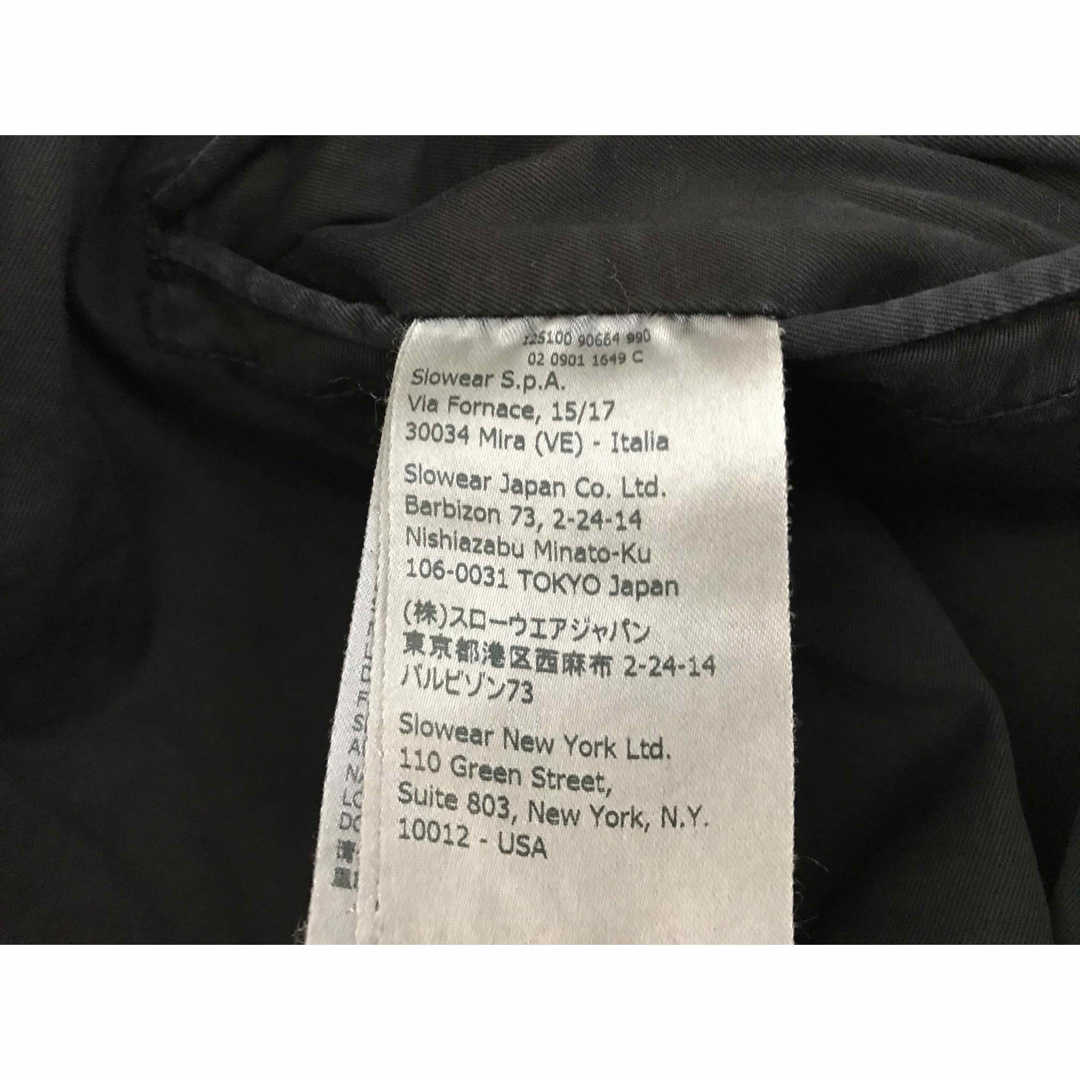 125100 90664 990
02 0901 1649 C
Slowear S.p.A.
Via Fornace, 15/17
30034 Mira (VE) - Italia
Slowear Japan Co. Ltd.
Barbizon 73, 2-24-14
Nishiazabu Minato-Ku
106-0031 TOKYO Japan
(株)スローウエアジャパン
東京都港区西麻布 2-24-14
バルビゾン73
Slowear New York Ltd.
110 Green Street,
Suite 803, New York, N.Y.
10012 - USA